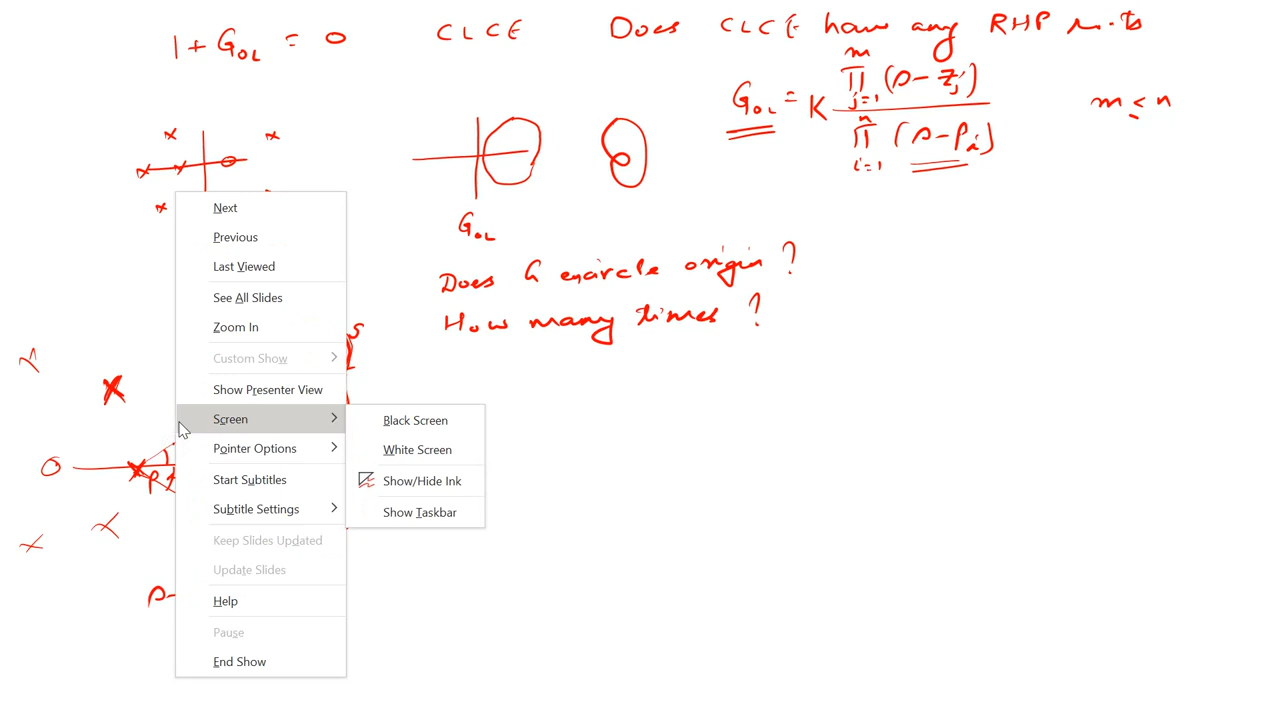 1 + G_OL = 0 CLCE Does CLCE have any RHP roots
G_OL = K ∏_{j=1}^{m} (s - z_j) / ∏_{i=1}^{n} (s - p_i) m ≤ n
G_OL
Does G encircle origin ?
How many times ?
Next
Previous
Last Viewed
See All Slides
Zoom In
Custom Show
Show Presenter View
Screen
Pointer Options
Start Subtitles
Subtitle Settings
Keep Slides Updated
Update Slides
Help
Pause
End Show
Black Screen
White Screen
Show/Hide Ink
Show Taskbar
s
s-